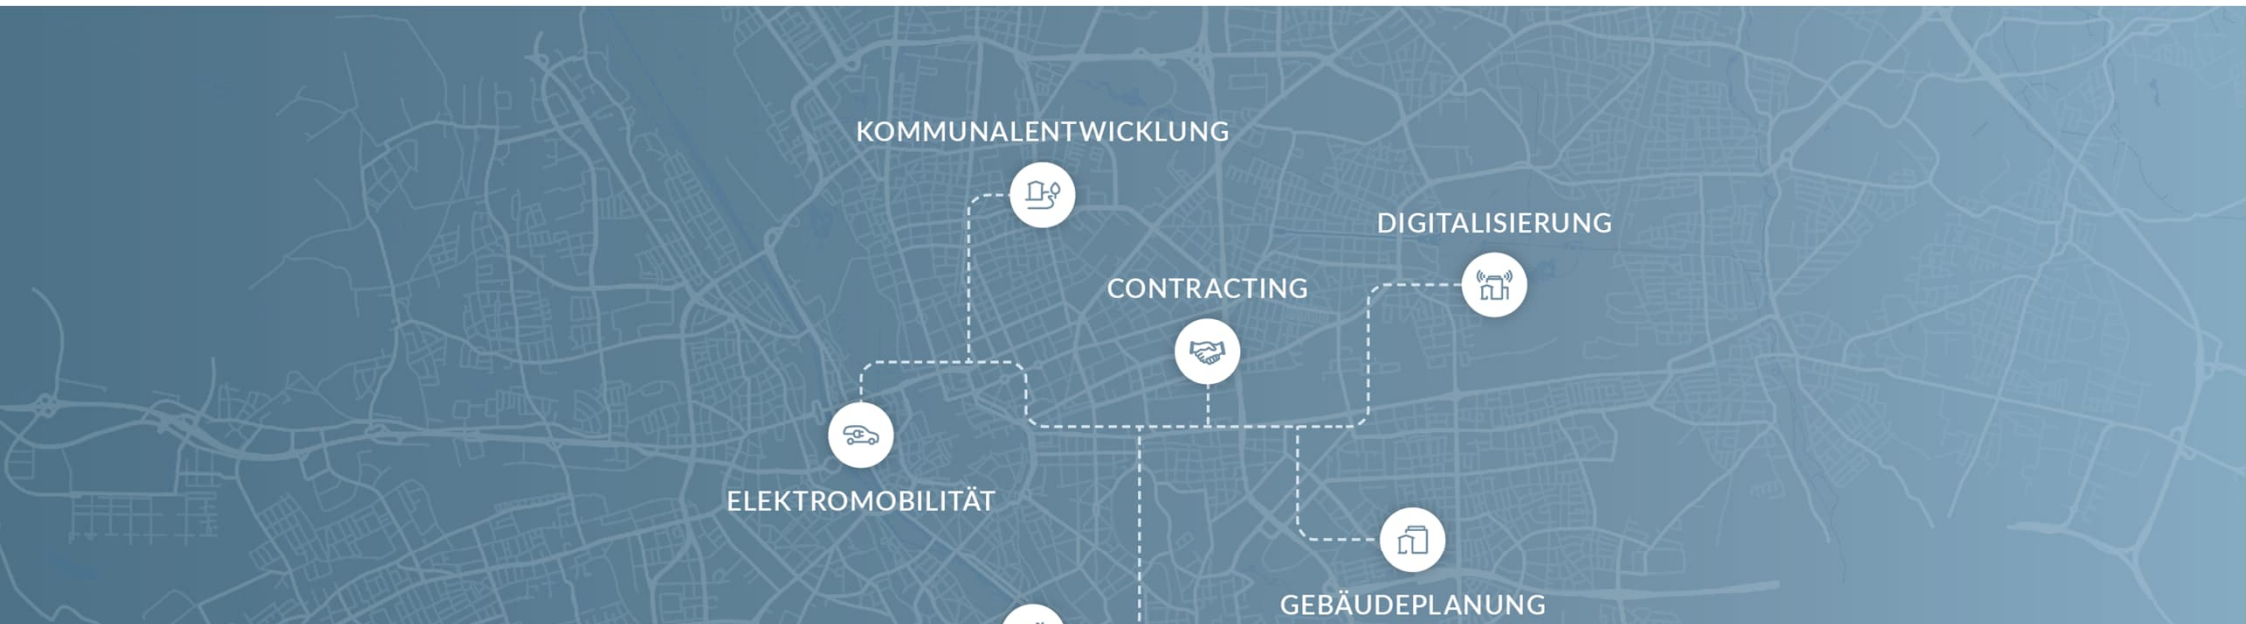 KOMMUNALENTWICKLUNG
DIGITALISIERUNG
CONTRACTING
ELEKTROMOBILITÄT
GEBÄUDEPLANUNG